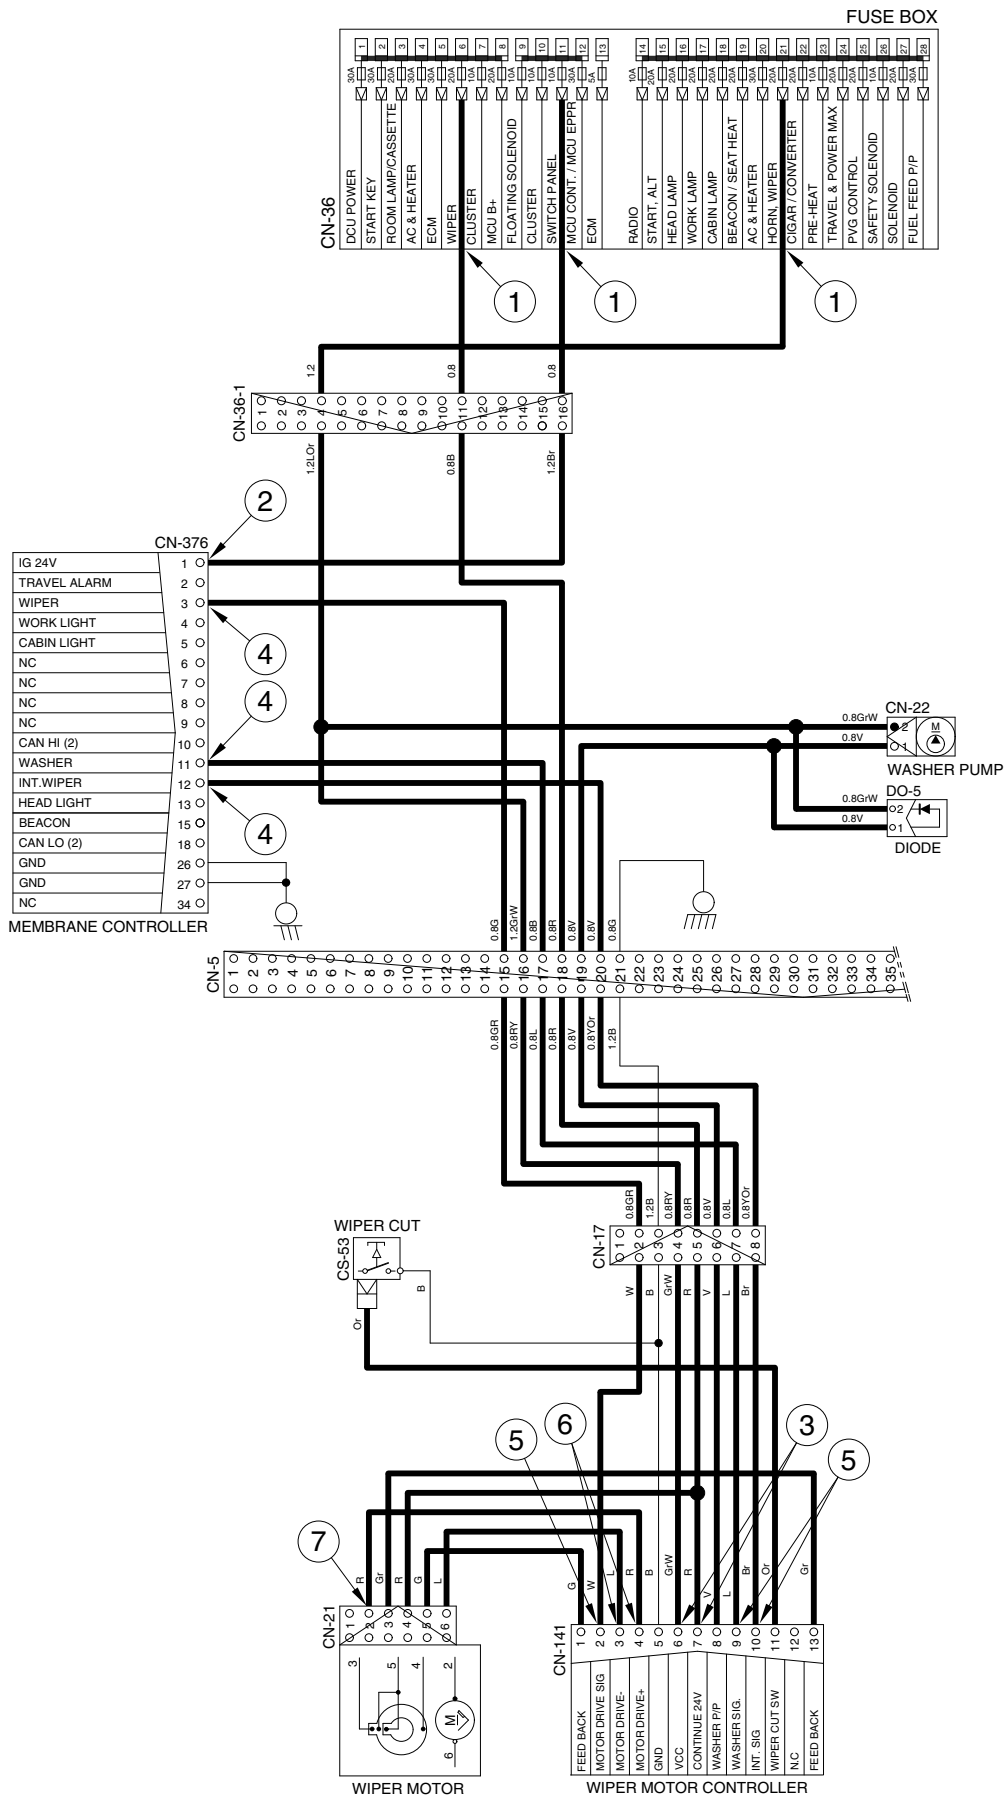 FUSE BOX
1 2 3 4 5 6 7 8 9 10 11 12 13 14 15 16 17 18 19 20 21 22 23 24 25 26 27 28
30A 30A 30A 30A 30A 20A 20A 20A 10A 10A 10A 30A 5A 10A 20A 20A 20A 20A 30A 20A 10A 20A 10A 20A 20A 10A 20A 30A
CN-36
DCU POWER
START KEY
ROOM LAMP/CASSETTE
AC & HEATER
ECM
WIPER
CLUSTER
MCU B+
FLOATING SOLENOID
CLUSTER
SWITCH PANEL
MCU CONT. / MCU EPPR
ECM
RADIO
START, ALT
HEAD LAMP
WORK LAMP
CABIN LAMP
BEACON / SEAT HEAT
AC & HEATER
HORN, WIPER
CIGAR / CONVERTER
PRE-HEAT
TRAVEL & POWER MAX
PVG CONTROL
SAFETY SOLENOID
SOLENOID
FUEL FEED P/P
1 1 1
1.2 0.8 0.8
CN-36-1
1 2 3 4 5 6 7 8 9 10 11 12 13 14 15 16
1.2LOr 0.8B 1.2Br
2
CN-376
IG 24V 1
TRAVEL ALARM 2
WIPER 3
WORK LIGHT 4
CABIN LIGHT 5
NC 6
NC 7
NC 8
NC 9
CAN HI (2) 10
WASHER 11
INT.WIPER 12
HEAD LIGHT 13
BEACON 15
CAN LO (2) 18
GND 26
GND 27
NC 34
MEMBRANE CONTROLLER
4
4
4
CN-22
0.8GrW 2
0.8V 1
M
WASHER PUMP
DO-5
0.8GrW 2
0.8V 1
DIODE
0.8G 1.2GrW 0.8B 0.8R 0.8V 0.8V 0.8G
CN-5
1 2 3 4 5 6 7 8 9 10 11 12 13 14 15 16 17 18 19 20 21 22 23 24 25 26 27 28 29 30 31 32 33 34 35
0.8GR 0.8RY 0.8L 0.8R 0.8V 0.8YOr 1.2B
0.8GR 1.2B 0.8RY 0.8R 0.8V 0.8L 0.8YOr
CN-17
1 2 3 4 5 6 7 8
W B GrW R V L Br
WIPER CUT
CS-53
B
Or
5 6 3 5
7
R Gr R G L
CN-21
1 2 3 4 5 6
3 5 4 2
M
6
WIPER MOTOR
G W L R B GrW R V L Br Or Gr
CN-141
1 2 3 4 5 6 7 8 9 10 11 12 13
FEED BACK
MOTOR DRIVE SIG
MOTOR DRIVE-
MOTOR DRIVE+
GND
VCC
CONTINUE 24V
WASHER P/P
WASHER SIG.
INT. SIG
WIPER CUT SW
N.C
FEED BACK
WIPER MOTOR CONTROLLER